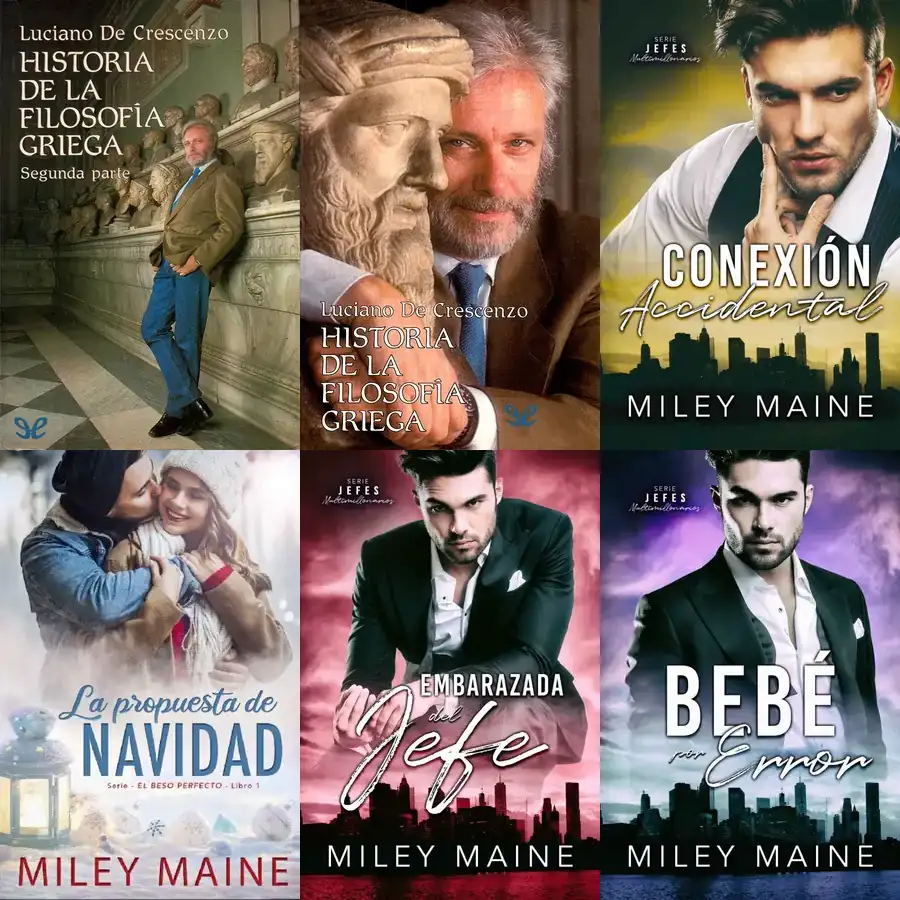 Luciano De Crescenzo
HISTORIA
DE LA
FILOSOFÍA
GRIEGA
Segunda parte
Luciano De Crescenzo
HISTORIA
DE LA
FILOSOFÍA
GRIEGA
SERIE
JEFES
Multimillonarios
CONEXIÓN
Accidental
MILEY MAINE
La propuesta de
NAVIDAD
Serie - EL BESO PERFECTO - Libro 1
MILEY MAINE
SERIE
JEFES
Multimillonarios
EMBARAZADA
del
Jefe
MILEY MAINE
SERIE
JEFES
Multimillonarios
BEBÉ
por Error
MILEY MAINE